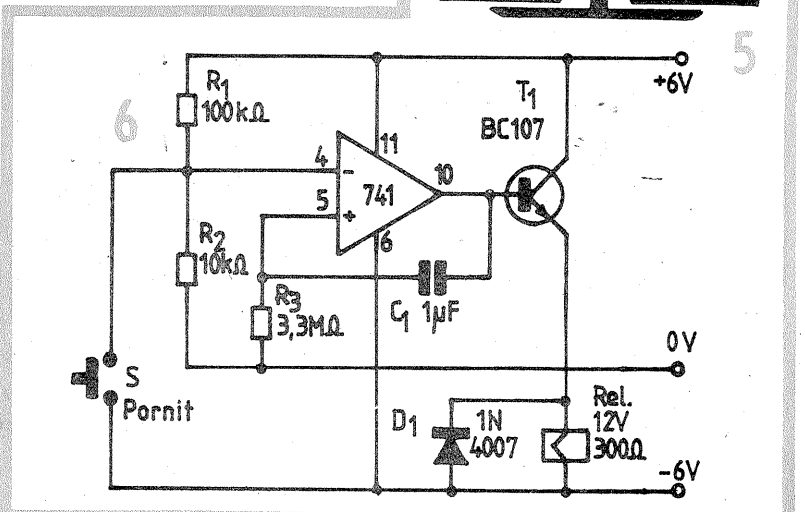 5
+6V
R1
100kΩ
T1
BC107
6
11
4
-
10
741
5
+
6
R2
10kΩ
R3
3,3MΩ
C1 1µF
0V
S
Pornit
D1
1N
4007
Rel.
12V
300Ω
-6V